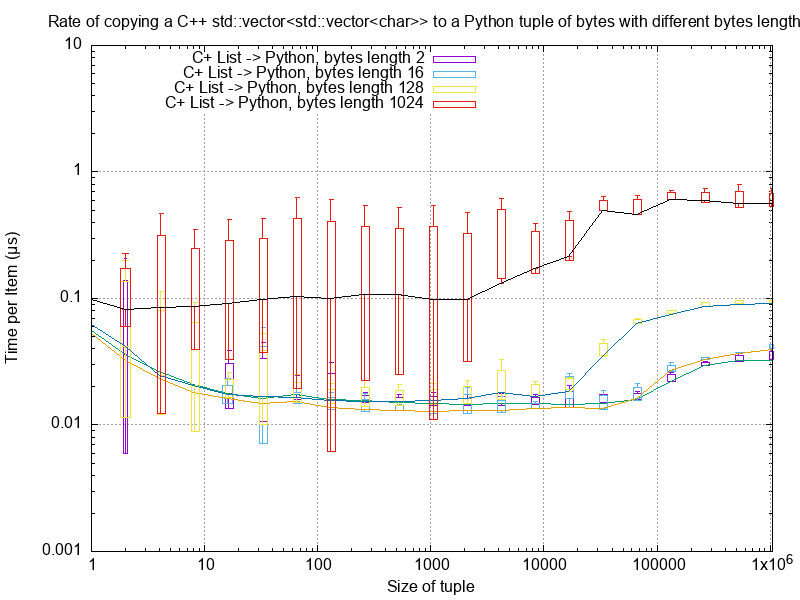 Rate of copying a C++ std::vector<std::vector<char>> to a Python tuple of bytes with different bytes length
C+ List -> Python, bytes length 2
C+ List -> Python, bytes length 16
C+ List -> Python, bytes length 128
C+ List -> Python, bytes length 1024
10
1
0.1
0.01
0.001
Time per Item (µs)
1 10 100 1000 10000 100000 1x10⁶
Size of tuple